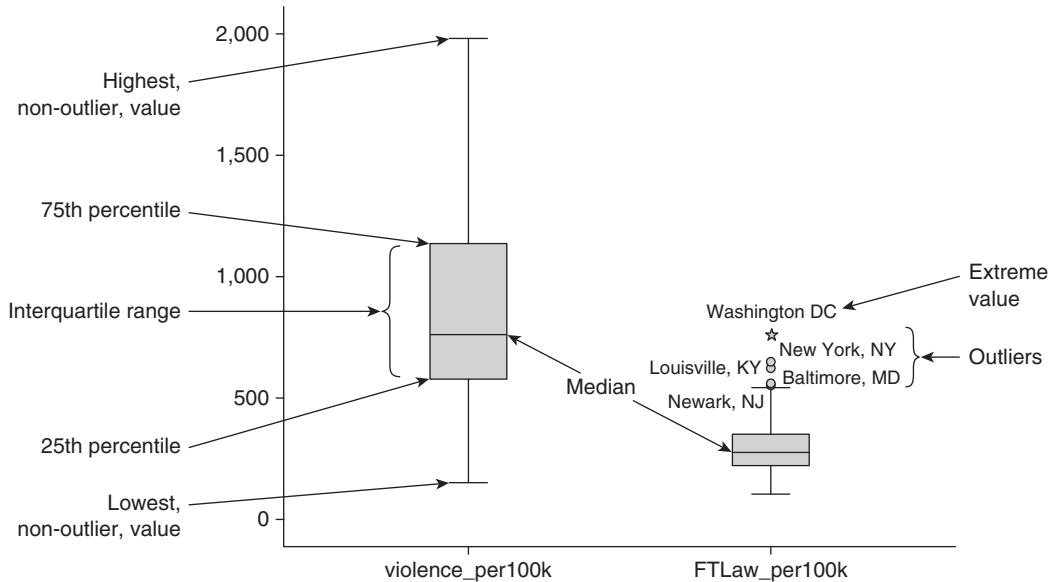 2,000
Highest,
non-outlier, value
1,500
75th percentile
1,000
Interquartile range
Extreme
value
Washington DC
New York, NY
Outliers
Louisville, KY
Baltimore, MD
Median
Newark, NJ
500
25th percentile
Lowest,
non-outlier, value
0
violence_per100k
FTLaw_per100k